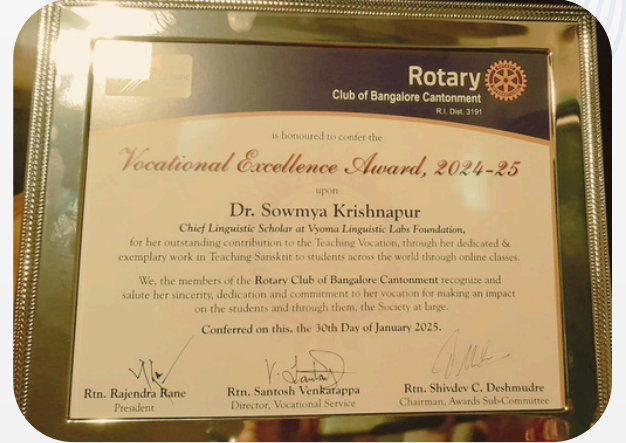 Rotary
Club of Bangalore Cantonment
R.I. Dist. 3191
is honoured to confer the
Vocational Excellence Award, 2024-25
upon
Dr. Sowmya Krishnapur
Chief Linguistic Scholar at Vyoma Linguistic Labs Foundation,
for her outstanding contribution to the Teaching Vocation, through her dedicated &
exemplary work in Teaching Sanskrit to students across the world through online classes.
We, the members of the Rotary Club of Bangalore Cantonment recognize and
salute her sincerity, dedication and commitment to her vocation for making an impact
on the students and through them, the Society at large.
Conferred on this, the 30th Day of January 2025.
Rtn. Rajendra Rane
President
Rtn. Santosh Venkatappa
Director, Vocational Service
Rtn. Shivdev C. Deshmudre
Chairman, Awards Sub-Committee